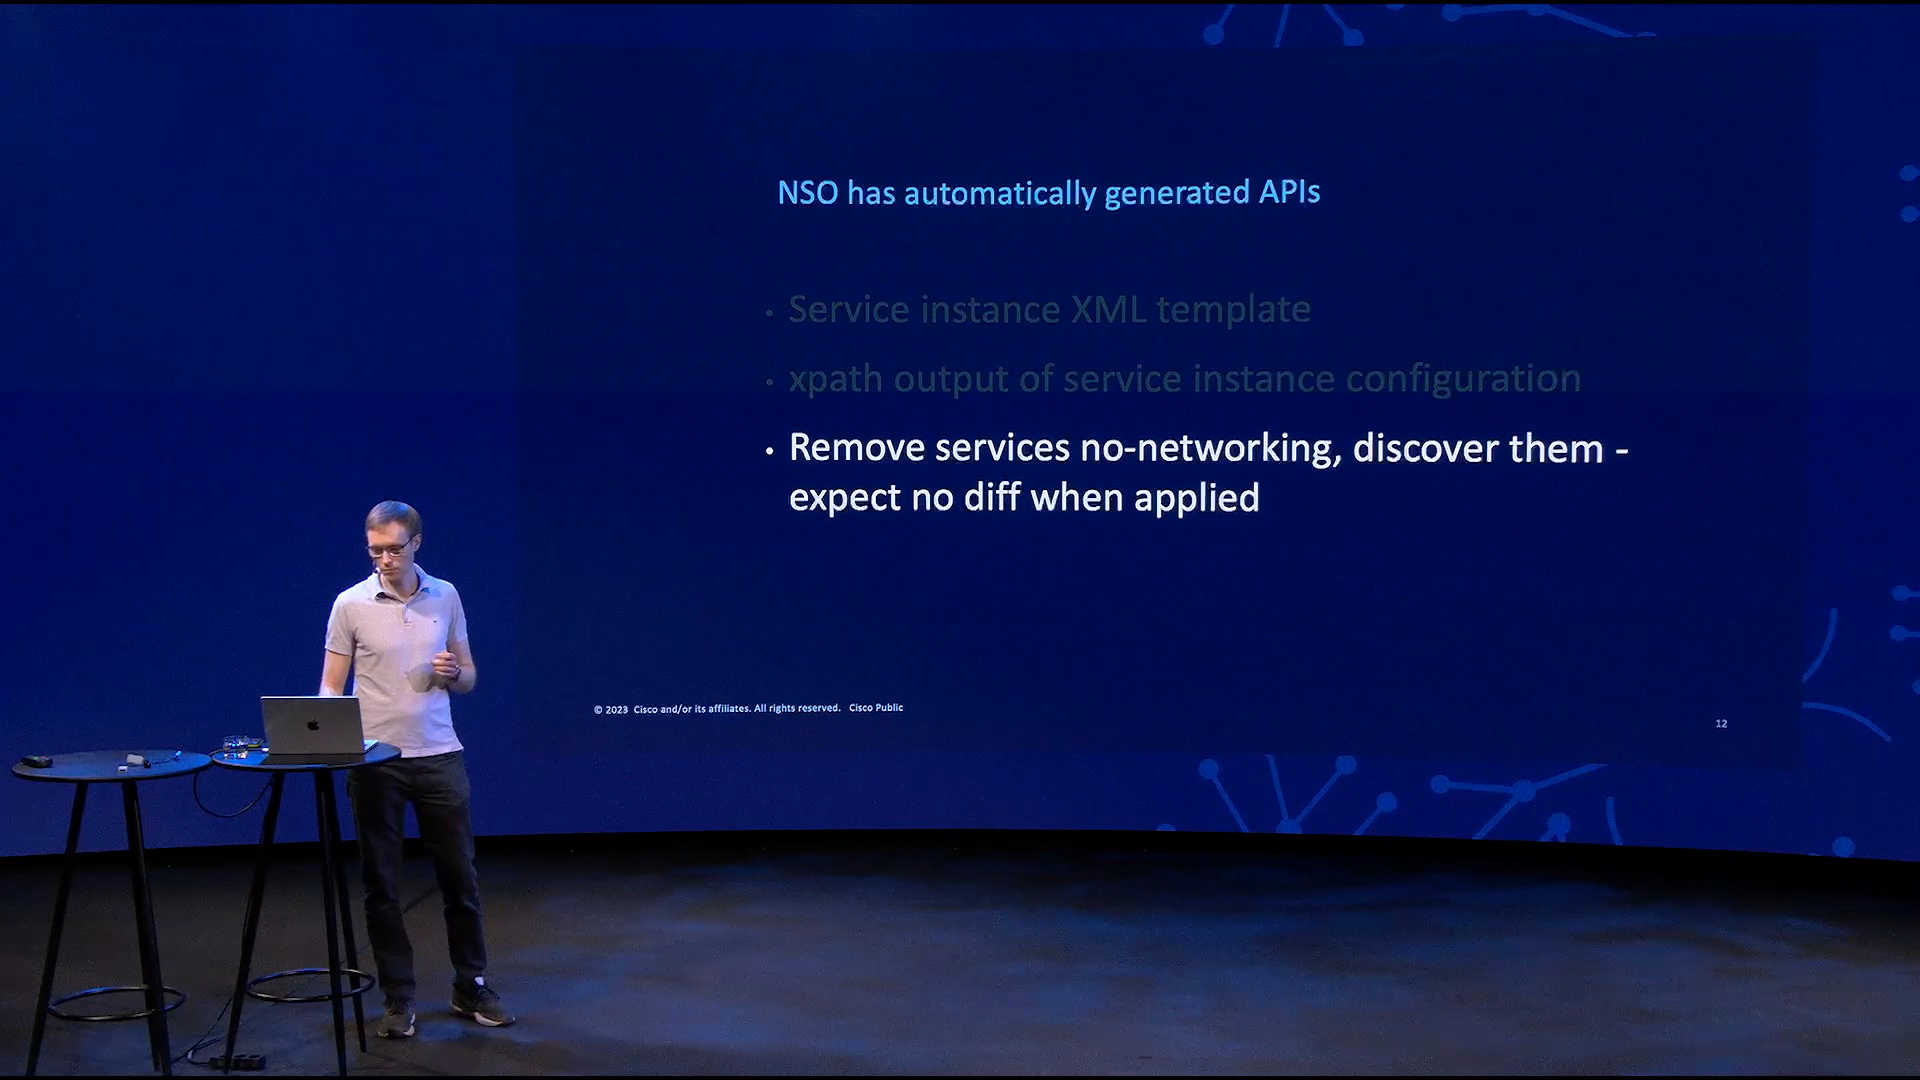 NSO has automatically generated APIs
• Service instance XML template
• xpath output of service instance configuration
• Remove services no-networking, discover them -
expect no diff when applied
© 2023 Cisco and/or its affiliates. All rights reserved. Cisco Public
12